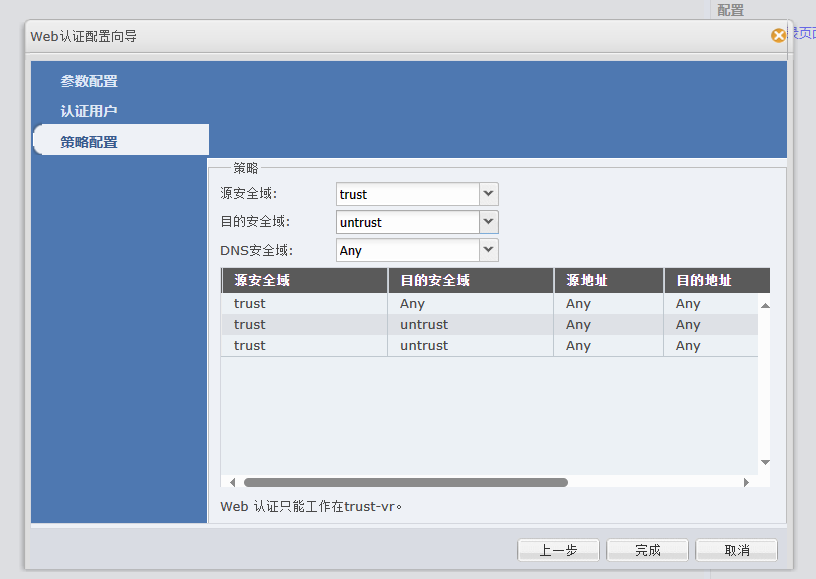 配置
Web认证配置向导
录页面
参数配置
认证用户
策略配置
策略
源安全域: trust
目的安全域: untrust
DNS安全域: Any
源安全域 目的安全域 源地址 目的地址
trust Any Any Any
trust untrust Any Any
trust untrust Any Any
Web 认证只能工作在trust-vr。
上一步 完成 取消